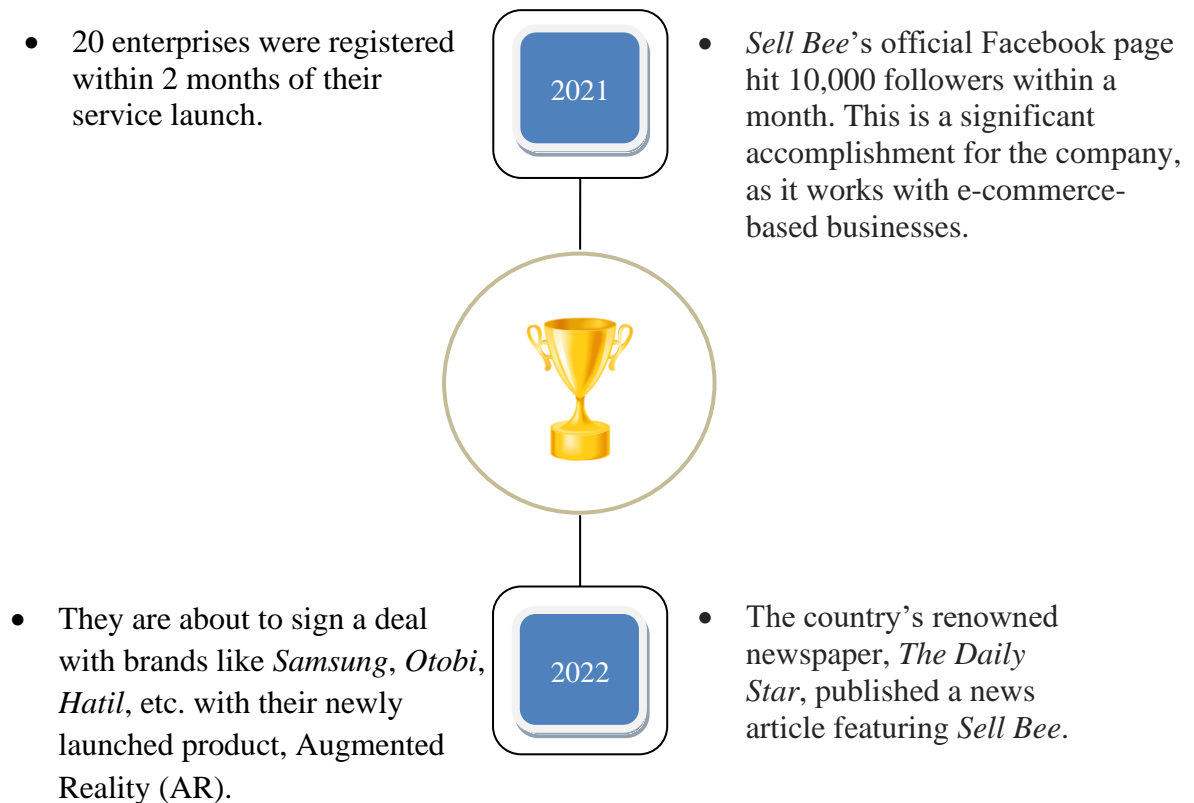 • 20 enterprises were registered
within 2 months of their
service launch.
2021
• Sell Bee’s official Facebook page
hit 10,000 followers within a
month. This is a significant
accomplishment for the company,
as it works with e-commerce-
based businesses.
• They are about to sign a deal
with brands like Samsung, Otobi,
Hatil, etc. with their newly
launched product, Augmented
Reality (AR).
2022
• The country’s renowned
newspaper, The Daily
Star, published a news
article featuring Sell Bee.